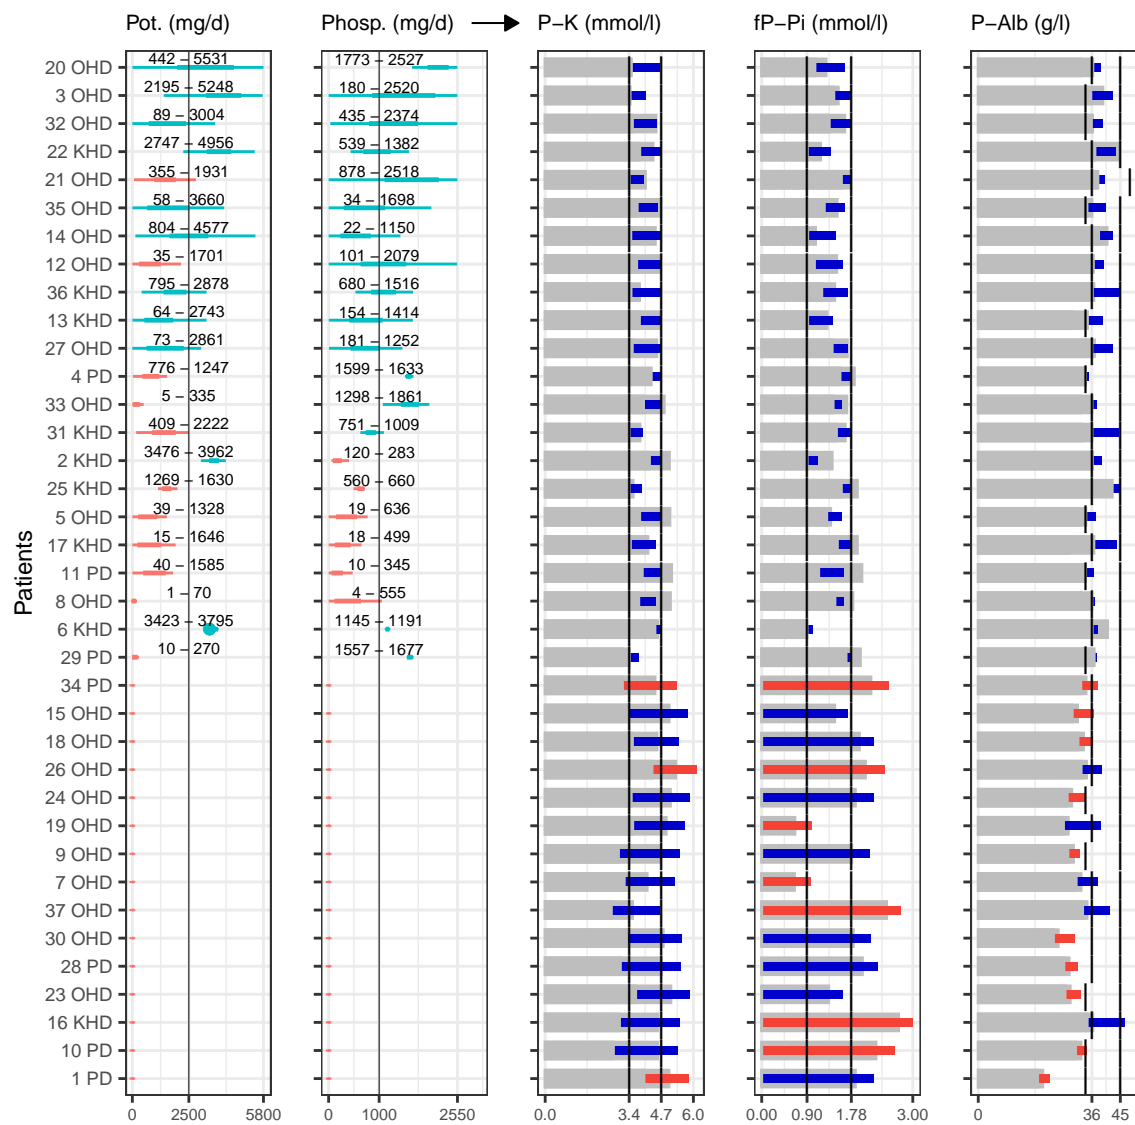 Pot. (mg/d) Phosp. (mg/d) P−K (mmol/l) fP−Pi (mmol/l) P−Alb (g/l)
Patients
20 OHD 442 − 5531 1773 − 2527
3 OHD 2195 − 5248 180 − 2520
32 OHD 89 − 3004 435 − 2374
22 KHD 2747 − 4956 539 − 1382
21 OHD 355 − 1931 878 − 2518
35 OHD 58 − 3660 34 − 1698
14 OHD 804 − 4577 22 − 1150
12 OHD 35 − 1701 101 − 2079
36 KHD 795 − 2878 680 − 1516
13 KHD 64 − 2743 154 − 1414
27 OHD 73 − 2861 181 − 1252
4 PD 776 − 1247 1599 − 1633
33 OHD 5 − 335 1298 − 1861
31 KHD 409 − 2222 751 − 1009
2 KHD 3476 − 3962 120 − 283
25 KHD 1269 − 1630 560 − 660
5 OHD 39 − 1328 19 − 636
17 KHD 15 − 1646 18 − 499
11 PD 40 − 1585 10 − 345
8 OHD 1 − 70 4 − 555
6 KHD 3423 − 3795 1145 − 1191
29 PD 10 − 270 1557 − 1677
34 PD
15 OHD
18 OHD
26 OHD
24 OHD
19 OHD
9 OHD
7 OHD
37 OHD
30 OHD
28 PD
23 OHD
16 KHD
10 PD
1 PD
0 2500 5800 0 1000 2550 0.0 3.4 4.7 6.0 0.00 0.90 1.78 3.00 0 36 45